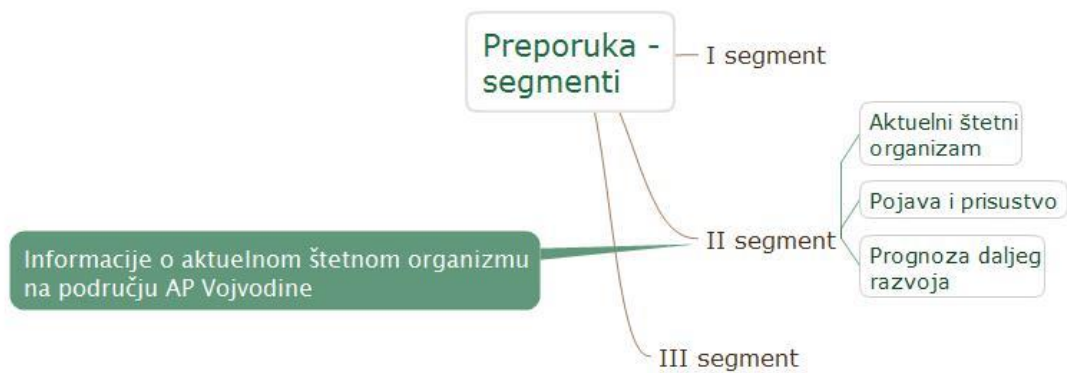 Preporuka -
segmenti
I segment
Aktuelni štetni
organizam
Pojava i prisustvo
II segment
Prognoza daljeg
razvoja
Informacije o aktuelnom štetnom organizmu
na području AP Vojvodine
III segment